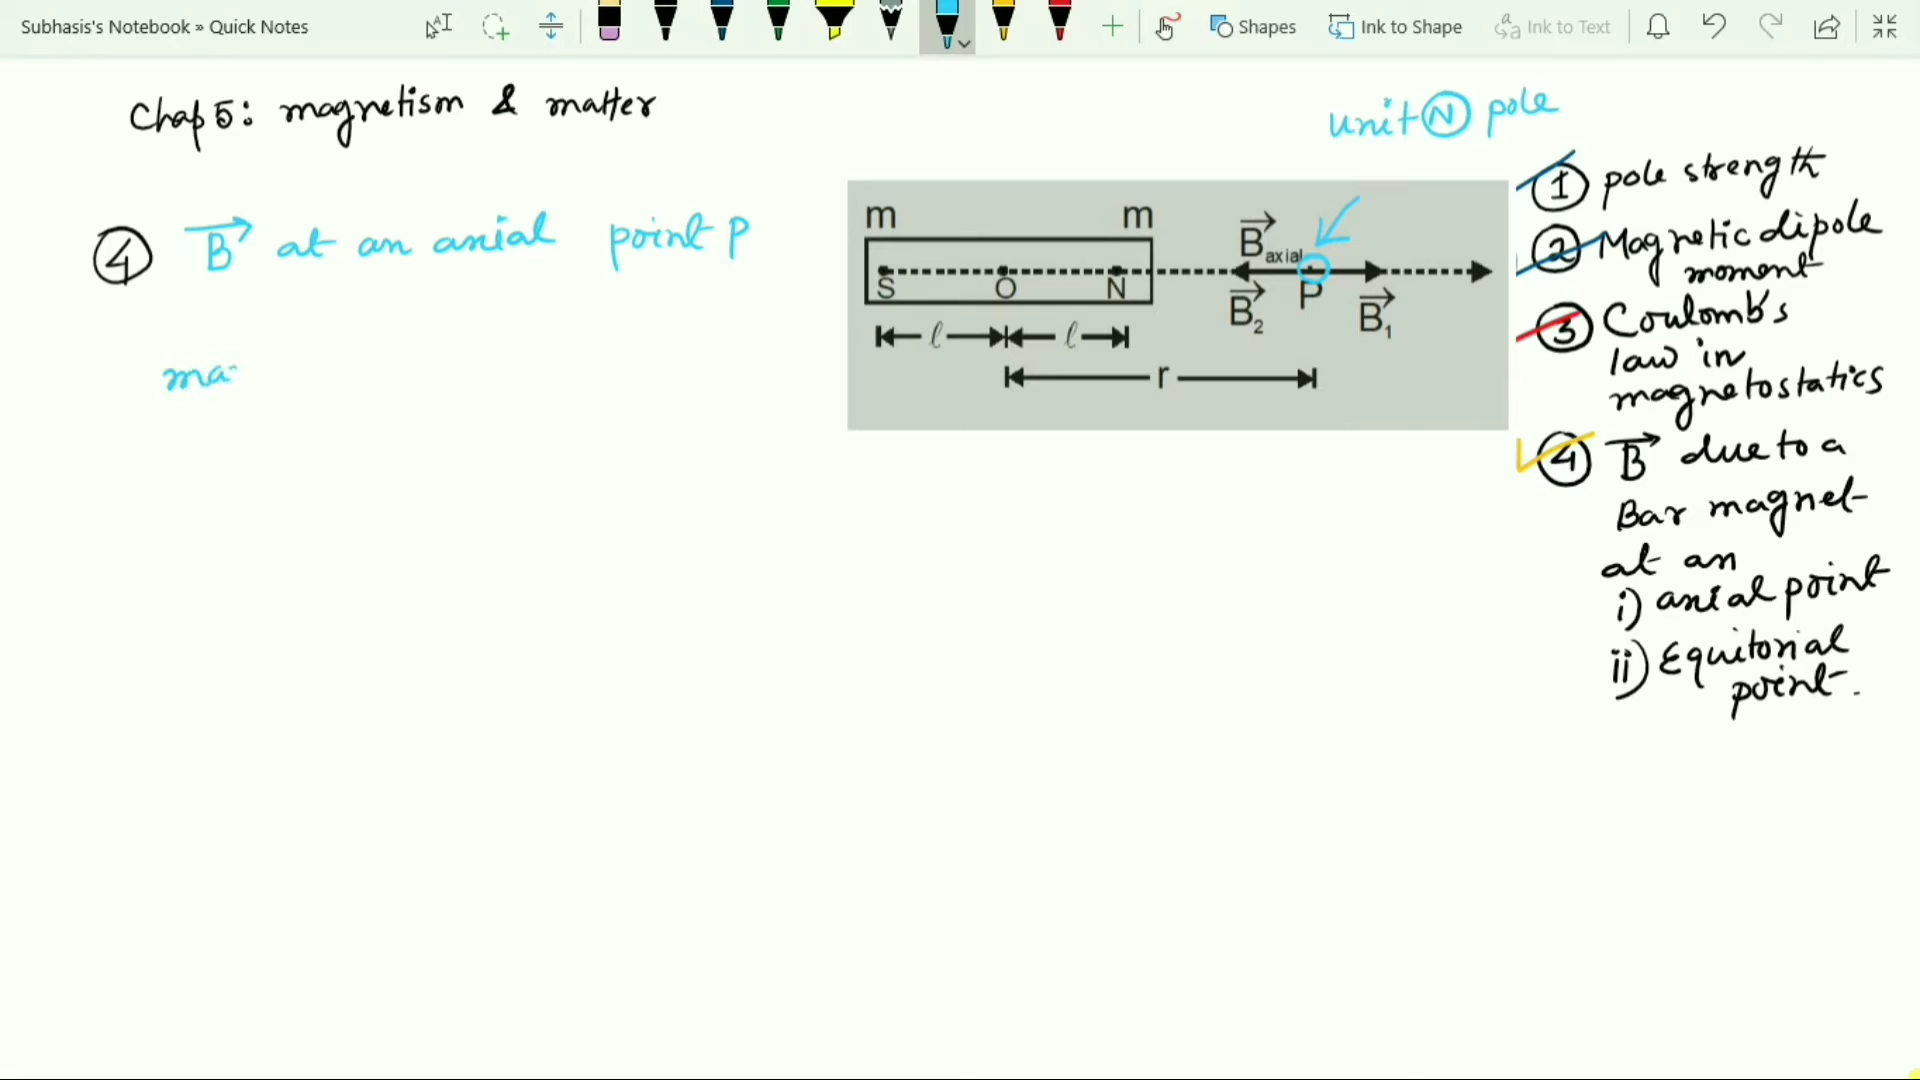 Subhasis's Notebook » Quick Notes
Shapes
Ink to Shape
Ink to Text
Chap 5: magnetism & matter
unit N pole
④ B at an axial point P
ma
m m
B axial
S O N
B2 P B1
l l
r
① pole strength
② Magnetic dipole
moment
③ Coulomb's
law in
magnetostatics
④ B due to a
Bar magnet
at an
i) axial point
ii) Equitorial
point.